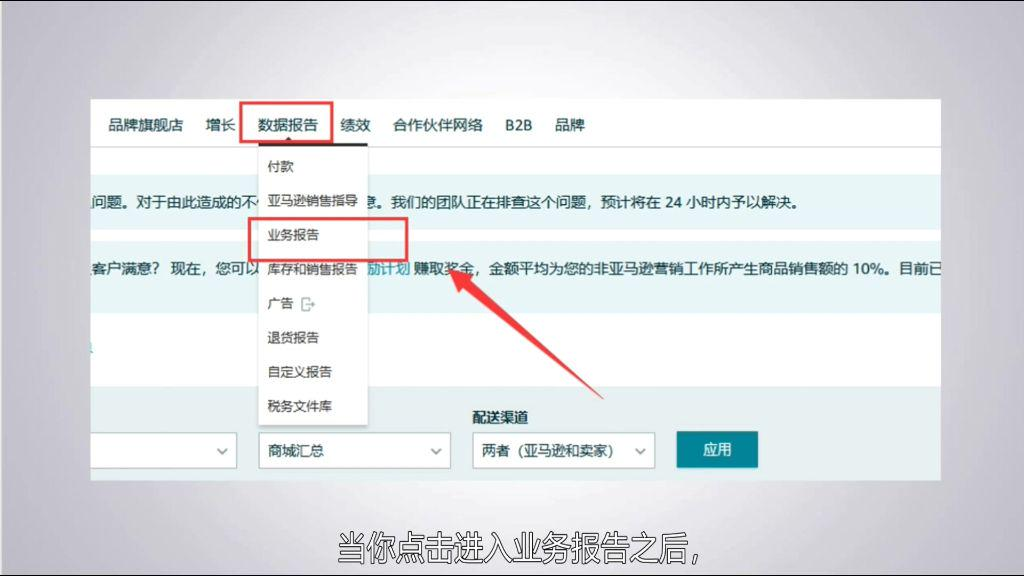 品牌旗舰店 增长 数据报告 绩效 合作伙伴网络 B2B 品牌
付款
问题。对于由此造成的不 亚马逊销售指导 意。我们的团队正在排查这个问题，预计将在 24 小时内予以解决。
业务报告
客户满意？ 现在，您可以 库存和销售报告 励计划 赚取奖金，金额平均为您的非亚马逊营销工作所产生商品销售额的 10%。目前已
广告
退货报告
自定义报告
税务文件库
配送渠道
商城汇总 两者（亚马逊和卖家） 应用
当你点击进入业务报告之后，